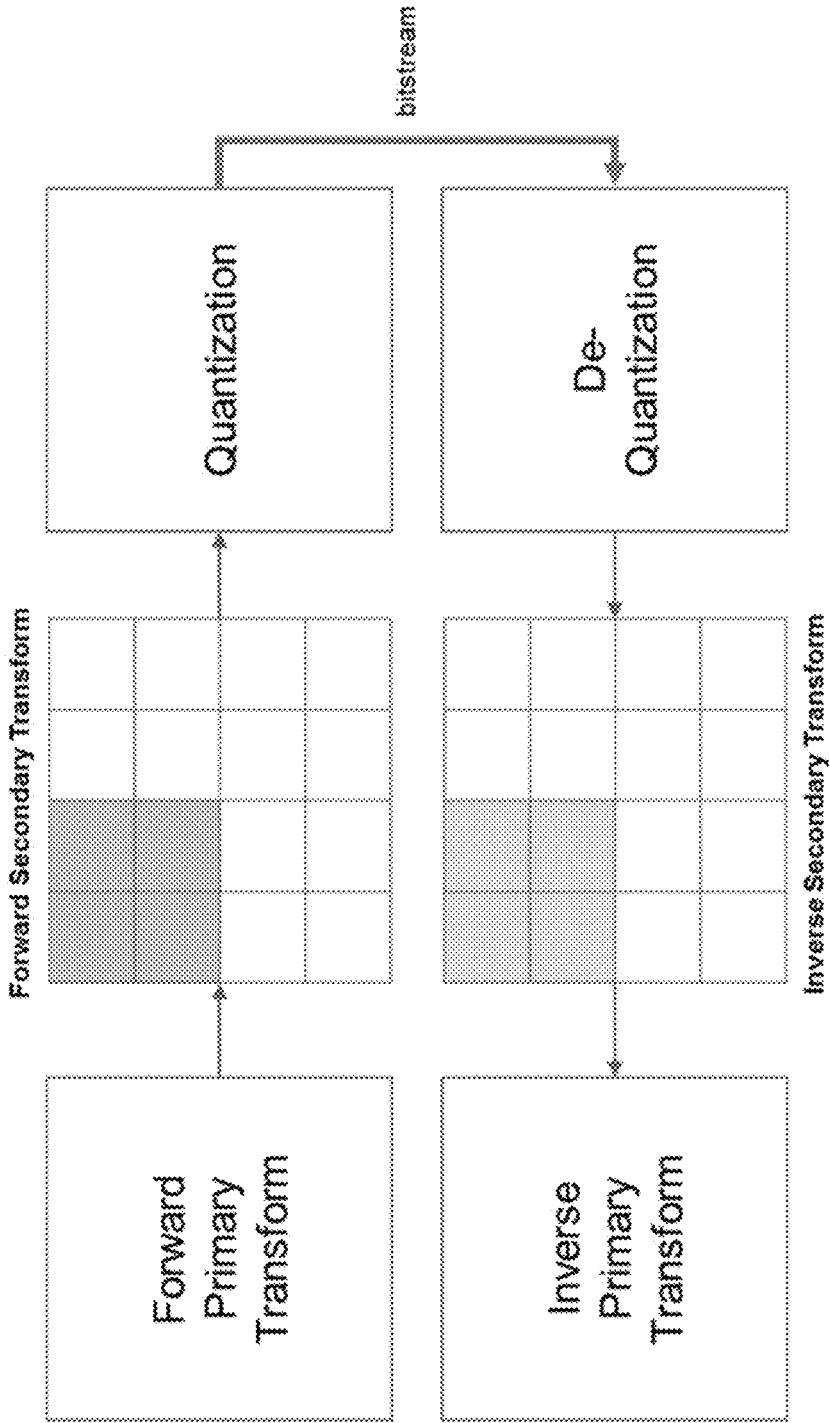 Forward Secondary Transform
Forward
Primary
Transform
Quantization
bitstream
De-
Quantization
Inverse
Primary
Transform
Inverse Secondary Transform